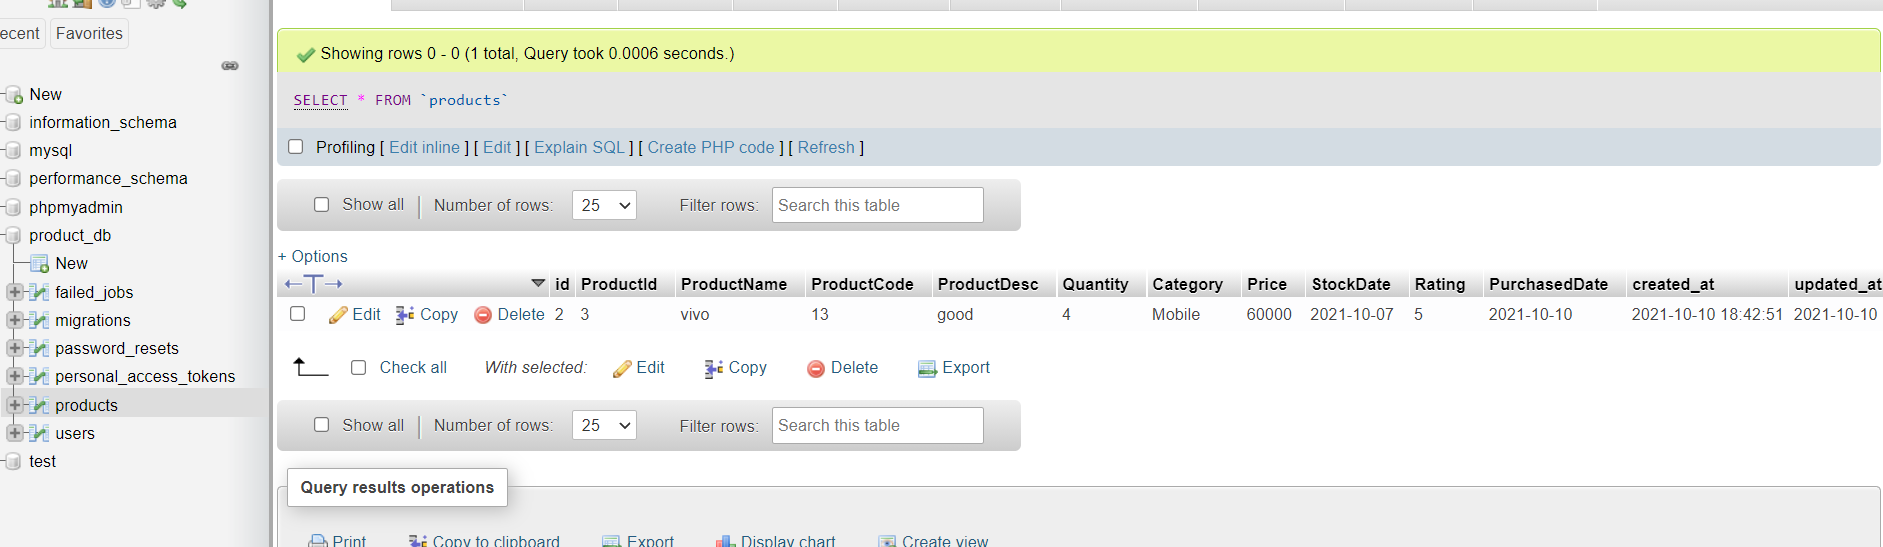 ecent Favorites
New
information_schema
mysql
performance_schema
phpmyadmin
product_db
New
failed_jobs
migrations
password_resets
personal_access_tokens
products
users
test
Showing rows 0 - 0 (1 total, Query took 0.0006 seconds.)
SELECT * FROM `products`
Profiling [ Edit inline ] [ Edit ] [ Explain SQL ] [ Create PHP code ] [ Refresh ]
Show all Number of rows: 25 Filter rows: Search this table
+ Options
id ProductId ProductName ProductCode ProductDesc Quantity Category Price StockDate Rating PurchasedDate created_at updated_at
Edit Copy Delete 2 3 vivo 13 good 4 Mobile 60000 2021-10-07 5 2021-10-10 2021-10-10 18:42:51 2021-10-10
Check all With selected: Edit Copy Delete Export
Show all Number of rows: 25 Filter rows: Search this table
Query results operations
Print Copy to clipboard Export Display chart Create view